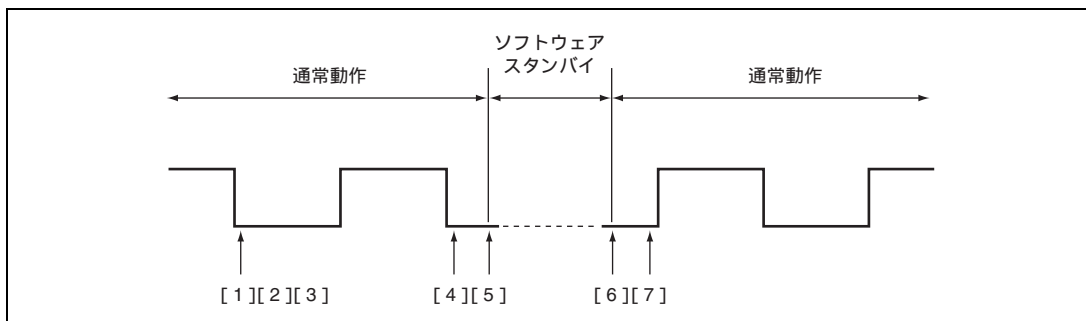 ソフトウェア
スタンバイ
通常動作
通常動作
[ 1 ][ 2 ][ 3 ]
[ 4 ][ 5 ]
[ 6 ][ 7 ]